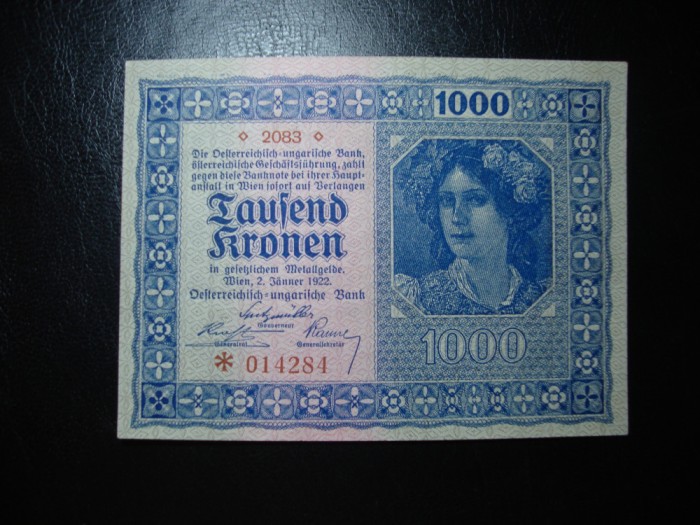 1000
2083
Die Oesterreichisch-ungarische Bank,
österreichische Geschäftsführung, zahlt
gegen diese Banknote bei ihrer Haupt-
anstalt in Wien sofort auf Verlangen
Tausend
Kronen
in gesetzlichem Metallgelde.
Wien, 2. Jänner 1922.
Oesterreichisch-ungarische Bank
Gouverneur
Generalrat
Generalsekretär
* 014284
1000